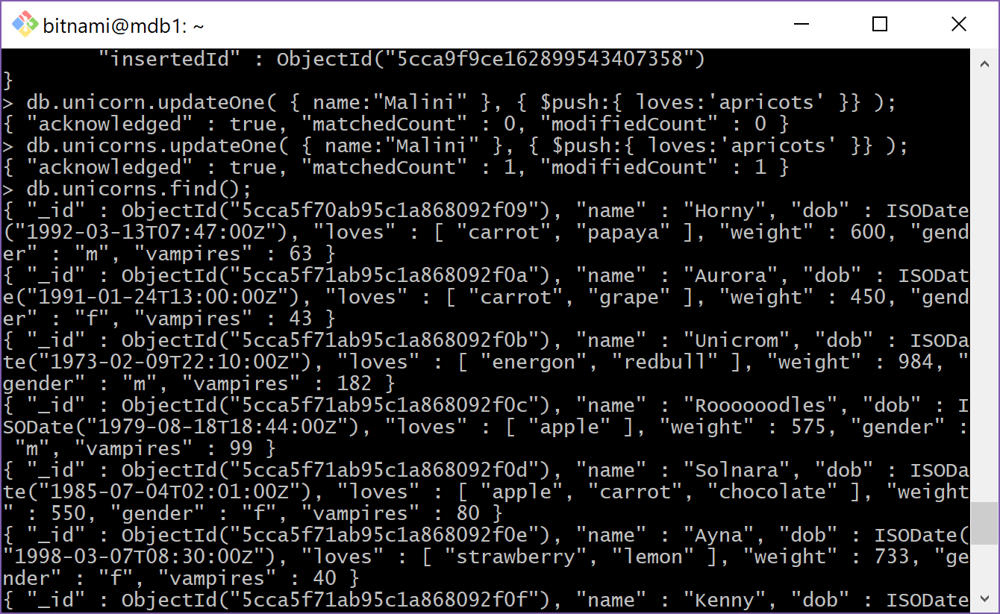 bitnami@mdb1: ~
"insertedId" : ObjectId("5cca9f9ce162899543407358")
}
> db.unicorn.updateOne( { name:"Malini" }, { $push:{ loves:'apricots' }} );
{ "acknowledged" : true, "matchedCount" : 0, "modifiedCount" : 0 }
> db.unicorns.updateOne( { name:"Malini" }, { $push:{ loves:'apricots' }} );
{ "acknowledged" : true, "matchedCount" : 1, "modifiedCount" : 1 }
> db.unicorns.find();
{ "_id" : ObjectId("5cca5f70ab95c1a868092f09"), "name" : "Horny", "dob" : ISODate
("1992-03-13T07:47:00Z"), "loves" : [ "carrot", "papaya" ], "weight" : 600, "gend
er" : "m", "vampires" : 63 }
{ "_id" : ObjectId("5cca5f71ab95c1a868092f0a"), "name" : "Aurora", "dob" : ISODat
e("1991-01-24T13:00:00Z"), "loves" : [ "carrot", "grape" ], "weight" : 450, "gend
er" : "f", "vampires" : 43 }
{ "_id" : ObjectId("5cca5f71ab95c1a868092f0b"), "name" : "Unicrom", "dob" : ISODa
te("1973-02-09T22:10:00Z"), "loves" : [ "energon", "redbull" ], "weight" : 984, "
gender" : "m", "vampires" : 182 }
{ "_id" : ObjectId("5cca5f71ab95c1a868092f0c"), "name" : "Roooooodles", "dob" : I
SODate("1979-08-18T18:44:00Z"), "loves" : [ "apple" ], "weight" : 575, "gender" :
"m", "vampires" : 99 }
{ "_id" : ObjectId("5cca5f71ab95c1a868092f0d"), "name" : "Solnara", "dob" : ISODa
te("1985-07-04T02:01:00Z"), "loves" : [ "apple", "carrot", "chocolate" ], "weight
" : 550, "gender" : "f", "vampires" : 80 }
{ "_id" : ObjectId("5cca5f71ab95c1a868092f0e"), "name" : "Ayna", "dob" : ISODate(
"1998-03-07T08:30:00Z"), "loves" : [ "strawberry", "lemon" ], "weight" : 733, "ge
nder" : "f", "vampires" : 40 }
{ "_id" : ObjectId("5cca5f71ab95c1a868092f0f"), "name" : "Kenny", "dob" : ISODate